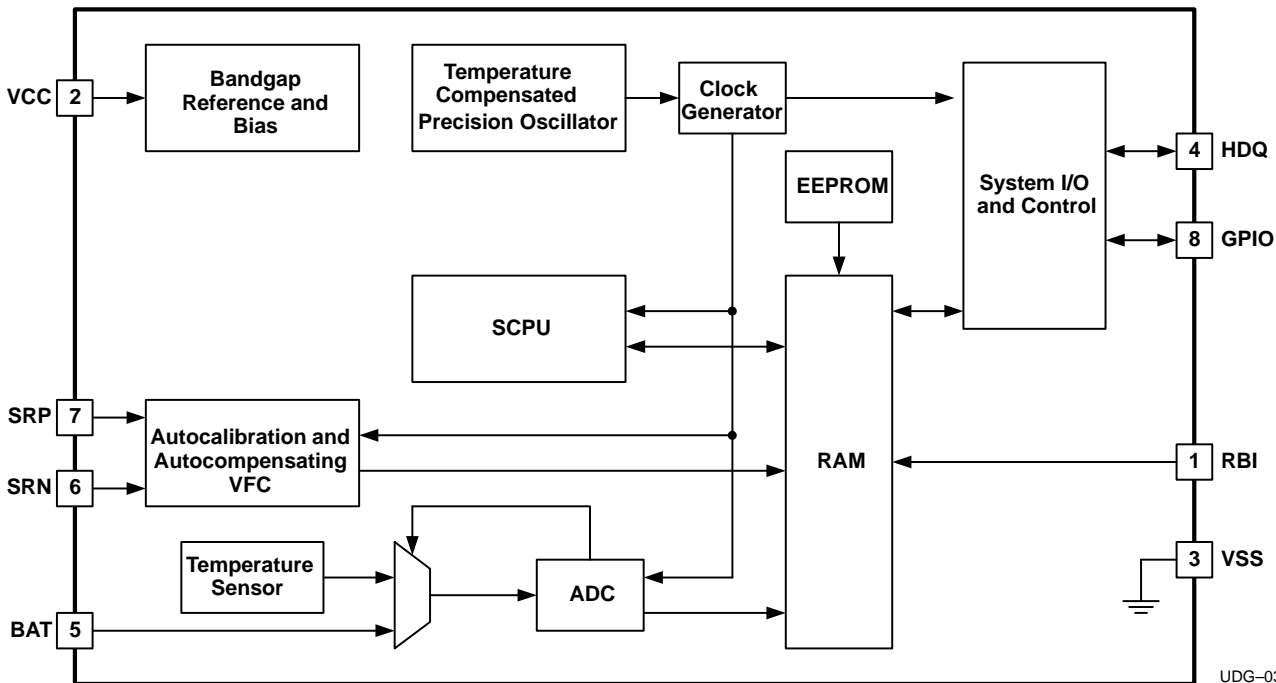 VCC 2
Bandgap
Reference and
Bias
Temperature
Compensated
Precision Oscillator
Clock
Generator
System I/O
and Control
4 HDQ
8 GPIO
EEPROM
SCPU
RAM
SRP 7
SRN 6
Autocalibration and
Autocompensating
VFC
1 RBI
3 VSS
Temperature
Sensor
ADC
BAT 5
UDG–03